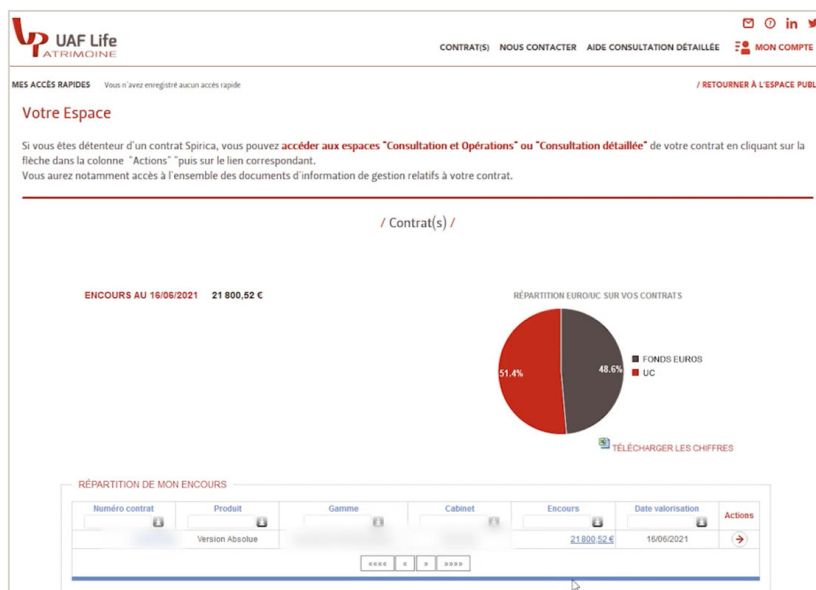 UAF Life
PATRIMOINE
CONTRAT(S) NOUS CONTACTER AIDE CONSULTATION DÉTAILLÉE MON COMPTE
MES ACCÈS RAPIDES Vous n'avez enregistré aucun accès rapide / RETOURNER À L'ESPACE PUBL
Votre Espace
Si vous êtes détenteur d'un contrat Spirica, vous pouvez accéder aux espaces "Consultation et Opérations" ou "Consultation détaillée" de votre contrat en cliquant sur la
flèche dans la colonne "Actions" "puis sur le lien correspondant.
Vous aurez notamment accès à l'ensemble des documents d'information de gestion relatifs à votre contrat.
/ Contrat(s) /
ENCOURS AU 16/06/2021 21 800,52 € RÉPARTITION EURO/UC SUR VOS CONTRATS
51.4% 48.6%
FONDS EUROS
UC
TÉLÉCHARGER LES CHIFFRES
RÉPARTITION DE MON ENCOURS
Numéro contrat Produit Gamme Cabinet Encours Date valorisation Actions
Version Absolue 21 800,52 € 16/06/2021
«««« « » »»»»